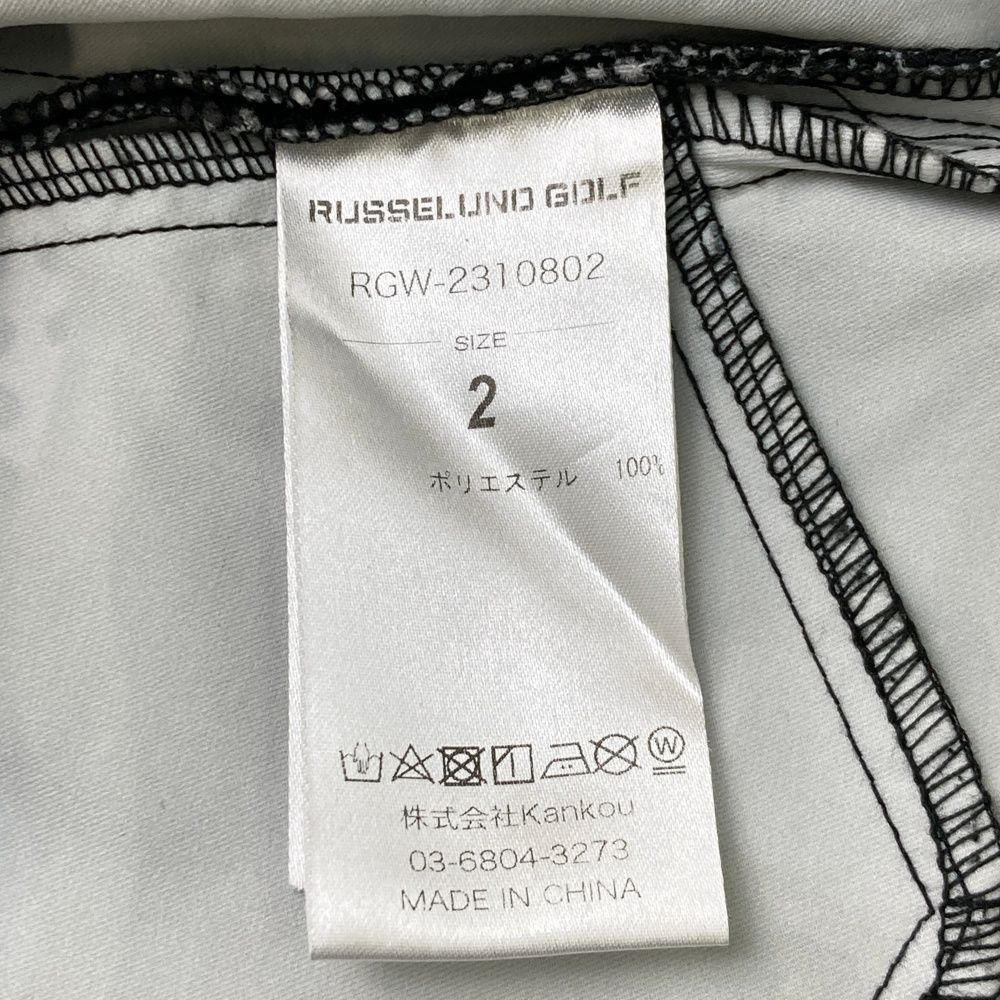 RUSSELUNO GOLF
RGW-2310802
SIZE
2
ポリエステル 100%
W
株式会社Kankou
03-6804-3273
MADE IN CHINA